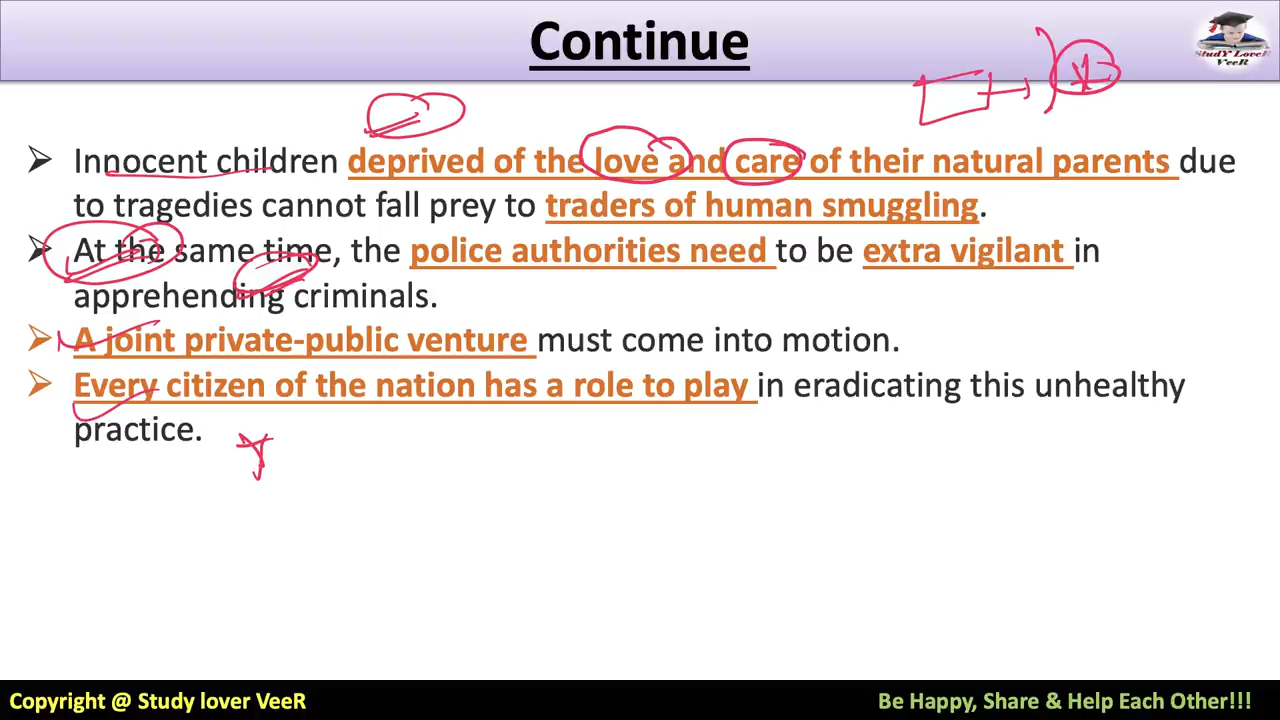 Continue
StudY LoveR
VeeR
➤ Innocent children deprived of the love and care of their natural parents due
to tragedies cannot fall prey to traders of human smuggling.
➤ At the same time, the police authorities need to be extra vigilant in
apprehending criminals.
➤ A joint private-public venture must come into motion.
➤ Every citizen of the nation has a role to play in eradicating this unhealthy
practice.
Copyright @ Study lover VeeR
Be Happy, Share & Help Each Other!!!